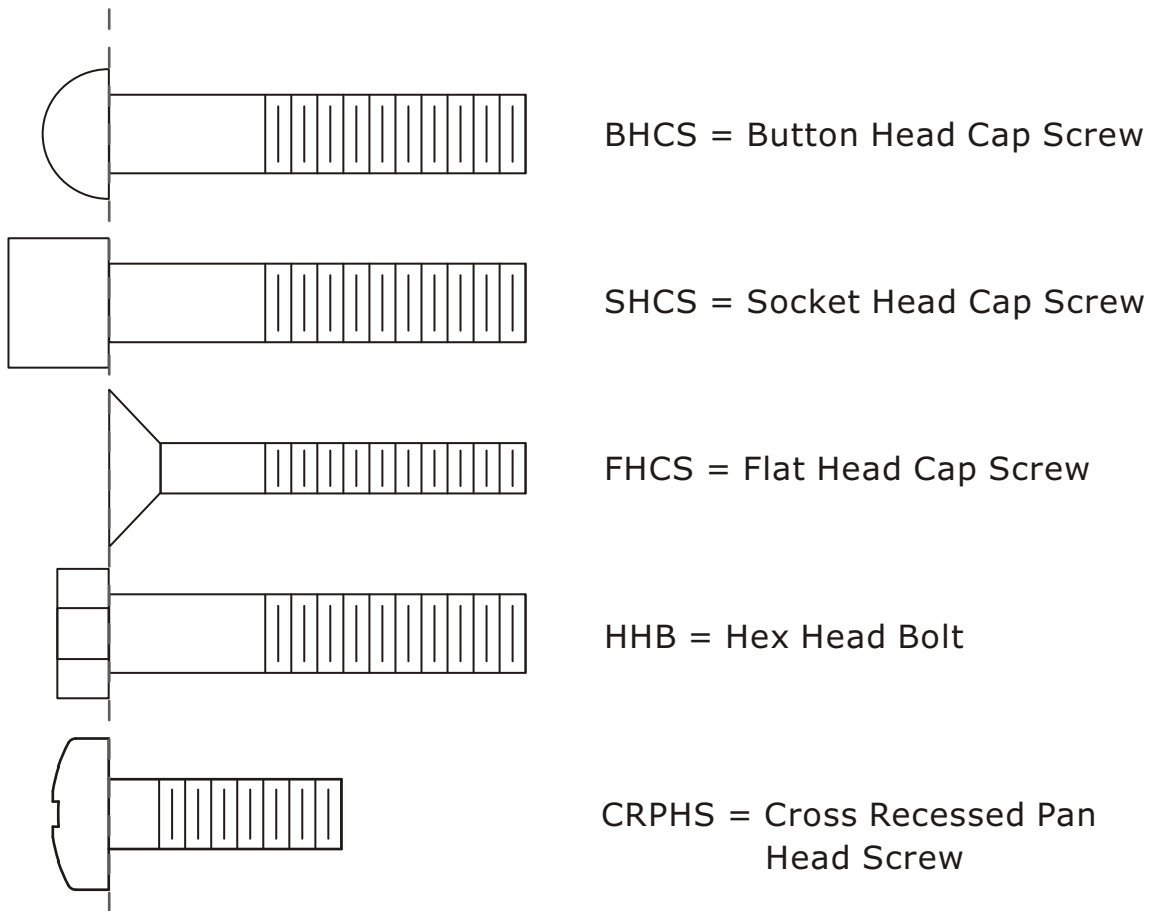 BHCS = Button Head Cap Screw
SHCS = Socket Head Cap Screw
FHCS = Flat Head Cap Screw
HHB = Hex Head Bolt
CRPHS = Cross Recessed Pan
Head Screw